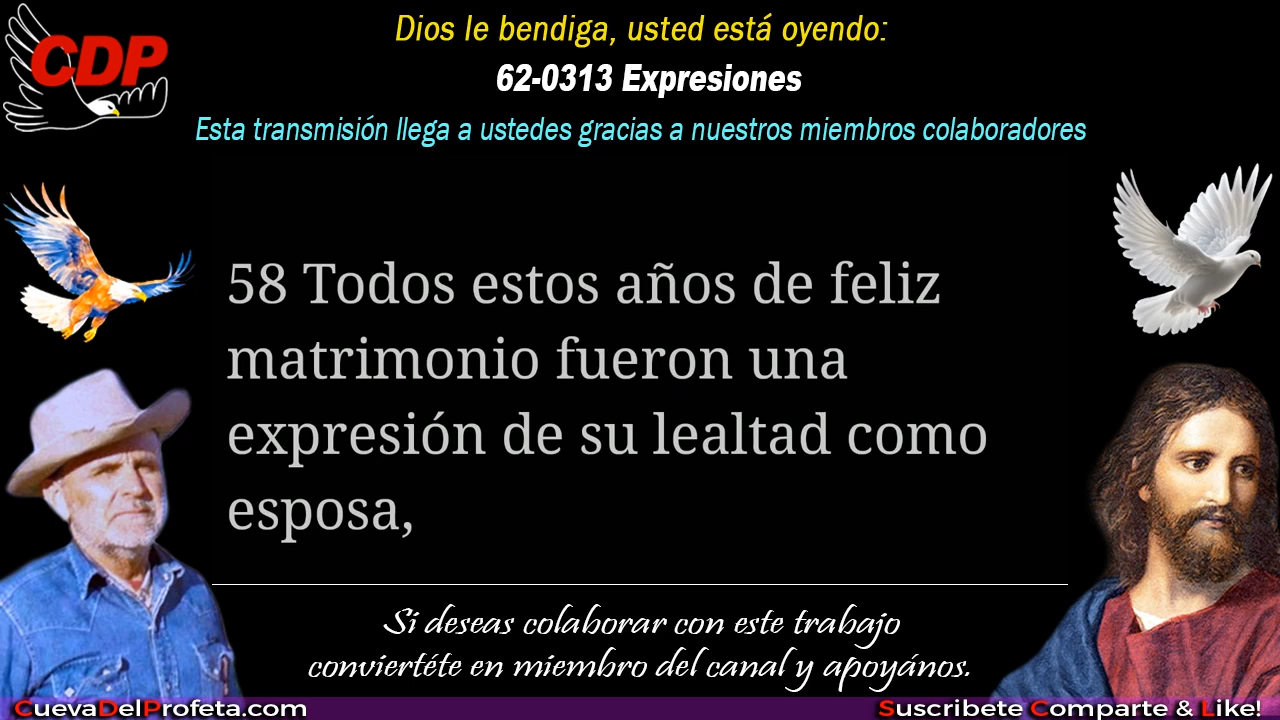 CDP
Dios le bendiga, usted está oyendo:
62-0313 Expresiones
Esta transmisión llega a ustedes gracias a nuestros miembros colaboradores
58 Todos estos años de feliz
matrimonio fueron una
expresión de su lealtad como
esposa,
Si deseas colaborar con este trabajo
conviertéte en miembro del canal y apoyános.
CuevaDelProfeta.com
Suscribete Comparte & Like!